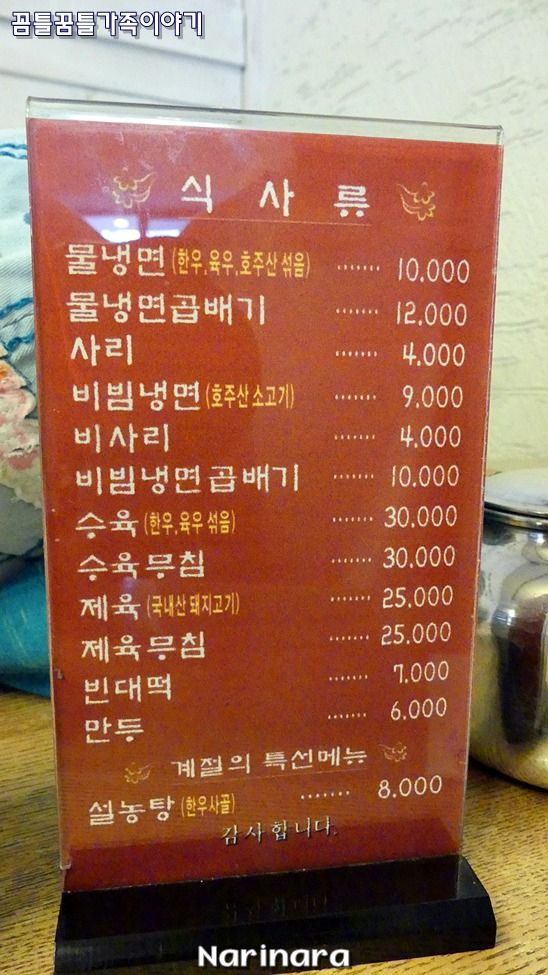 꼼틀꿈틀가족이야기
식 사 류
물냉면 (한우,육우,호주산 섞음) ······ 10,000
물냉면곱배기 ······ 12,000
사리 ······ 4,000
비빔냉면 (호주산 소고기) ······ 9,000
비사리 ······ 4,000
비빔냉면곱배기 ······ 10,000
수육 (한우,육우 섞음) ······ 30,000
수육무침 ······ 30,000
제육 (국내산 돼지고기) ······ 25,000
제육무침 ······ 25,000
빈대떡 ······ 7,000
만두 ······ 6,000
계절의 특선메뉴
설농탕 (한우사골) ······ 8,000
감사합니다.
Narinara